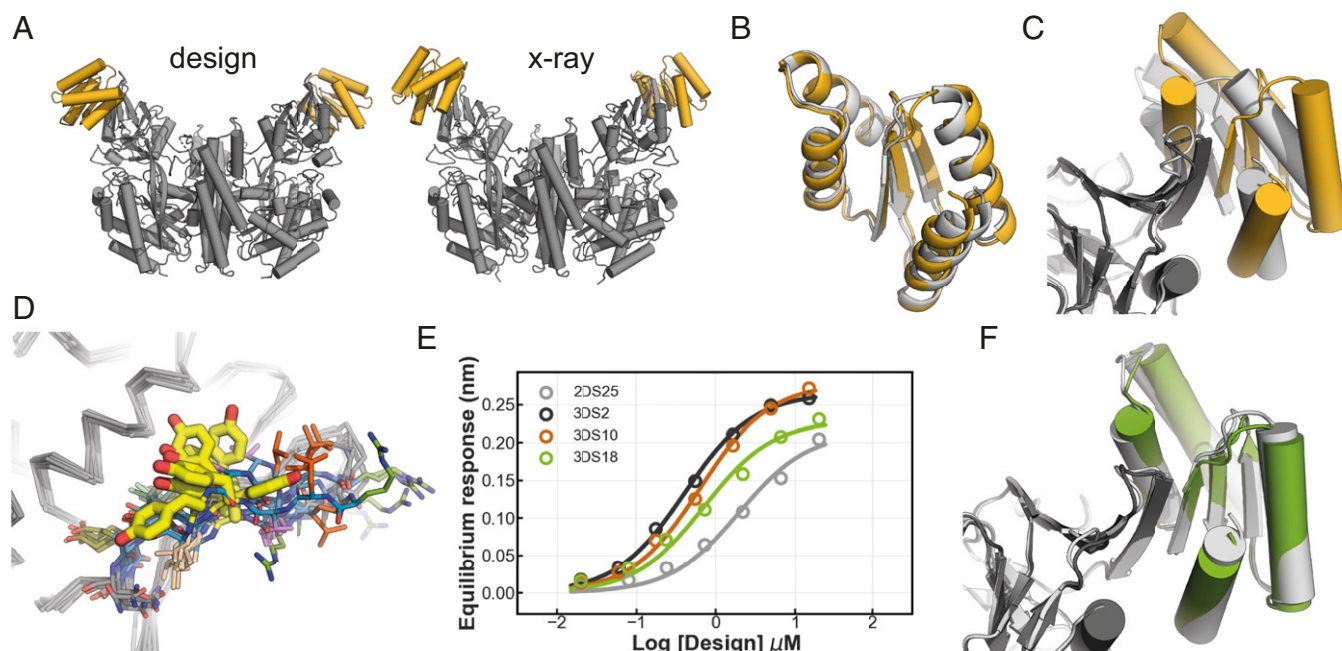 A
design
x-ray
B
C
D
E
Equilibrium response (nm)
0.25
0.20
0.15
0.10
0.05
0.00
2DS25
3DS2
3DS10
3DS18
−2
−1
0
1
2
Log [Design] μM
F